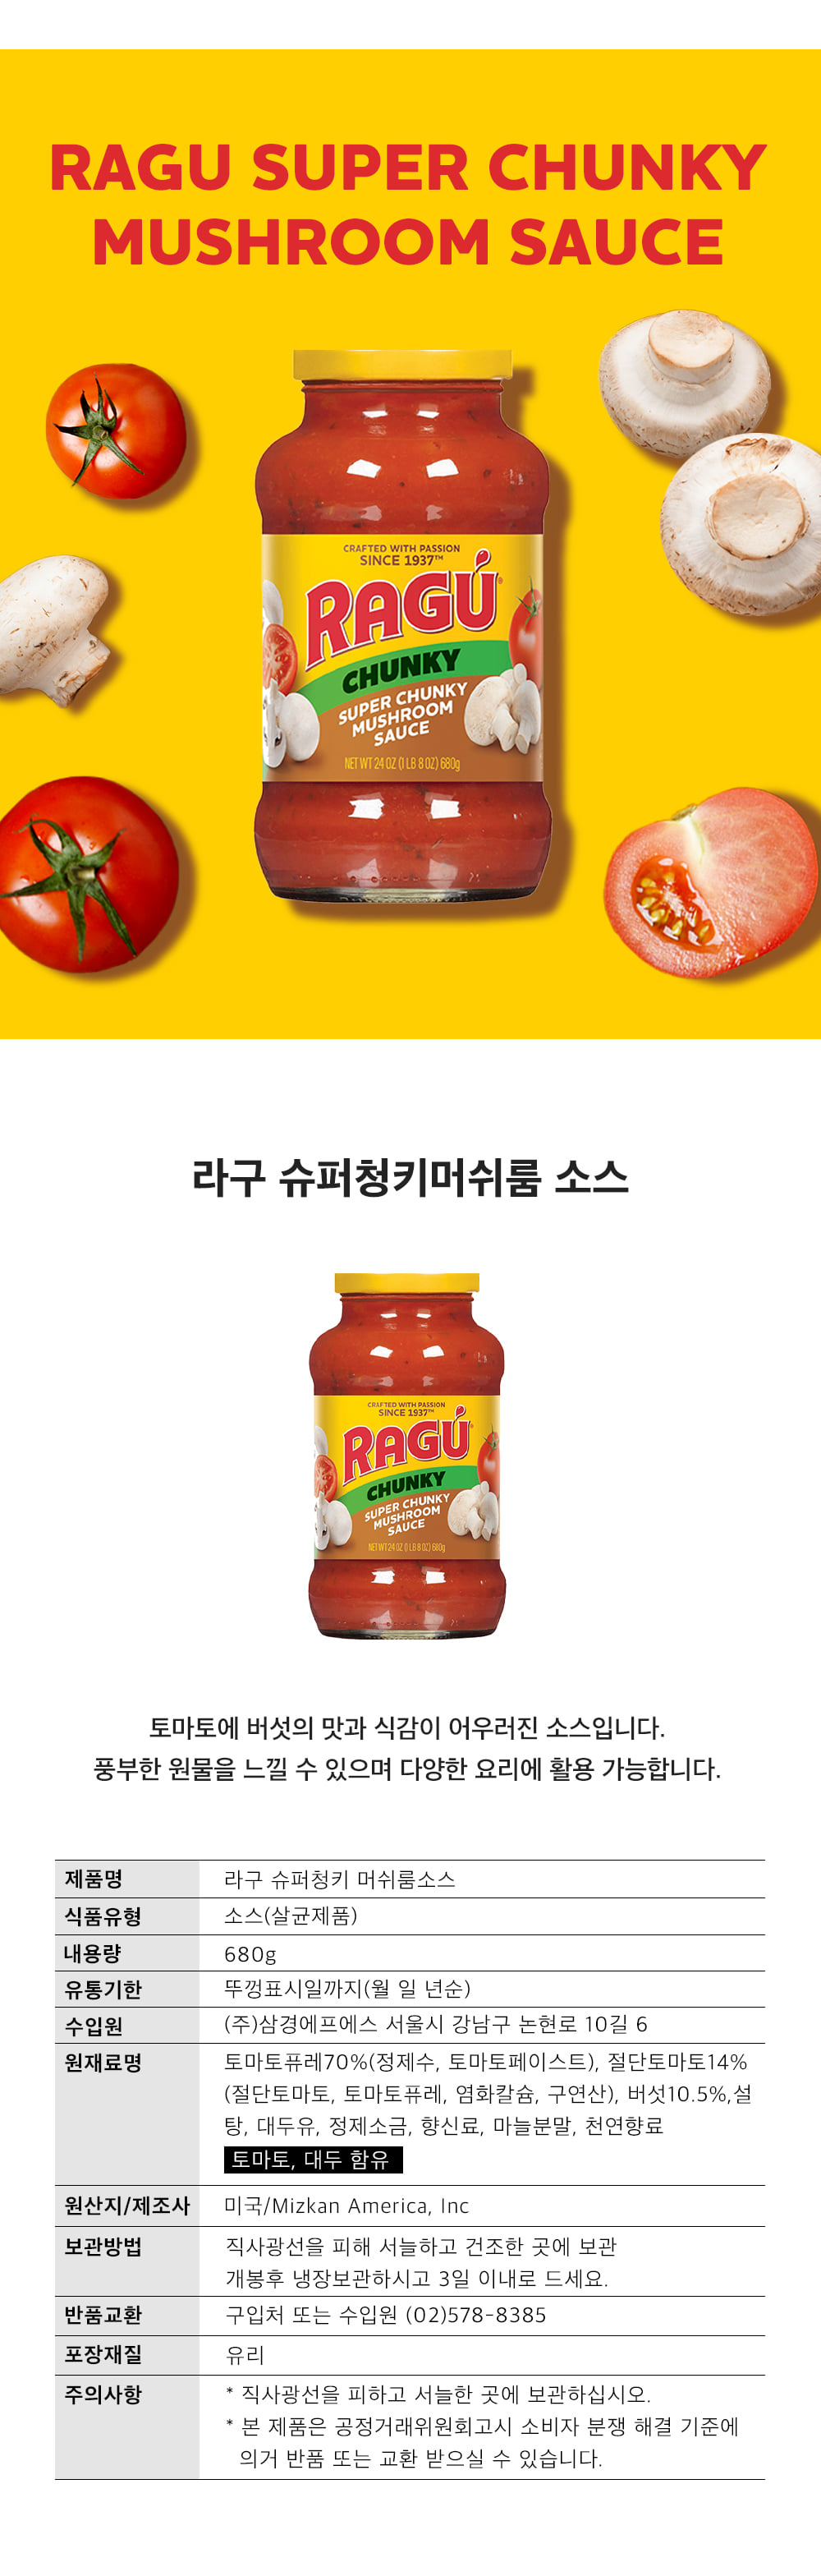 RAGU SUPER CHUNKY
MUSHROOM SAUCE
CRAFTED WITH PASSION
SINCE 1937™
RAGÚ®
CHUNKY
SUPER CHUNKY
MUSHROOM
SAUCE
NET WT 24 OZ (1 LB 8 OZ) 680g
라구 슈퍼청키머쉬룸 소스
CRAFTED WITH PASSION
SINCE 1937™
RAGÚ
CHUNKY
SUPER CHUNKY
MUSHROOM
SAUCE
NET WT 24 OZ (1 LB 8 OZ) 680g
토마토에 버섯의 맛과 식감이 어우러진 소스입니다.
풍부한 원물을 느낄 수 있으며 다양한 요리에 활용 가능합니다.
제품명 라구 슈퍼청키 머쉬룸소스
식품유형 소스(살균제품)
내용량 680g
유통기한 뚜껑표시일까지(월 일 년순)
수입원 (주)삼경에프에스 서울시 강남구 논현로 10길 6
원재료명 토마토퓨레70%(정제수, 토마토페이스트), 절단토마토14%
(절단토마토, 토마토퓨레, 염화칼슘, 구연산), 버섯10.5%,설
탕, 대두유, 정제소금, 향신료, 마늘분말, 천연향료
토마토, 대두 함유
원산지/제조사 미국/Mizkan America, Inc
보관방법 직사광선을 피해 서늘하고 건조한 곳에 보관
개봉후 냉장보관하시고 3일 이내로 드세요.
반품교환 구입처 또는 수입원 (02)578-8385
포장재질 유리
주의사항 * 직사광선을 피하고 서늘한 곳에 보관하십시오.
* 본 제품은 공정거래위원회고시 소비자 분쟁 해결 기준에
의거 반품 또는 교환 받으실 수 있습니다.